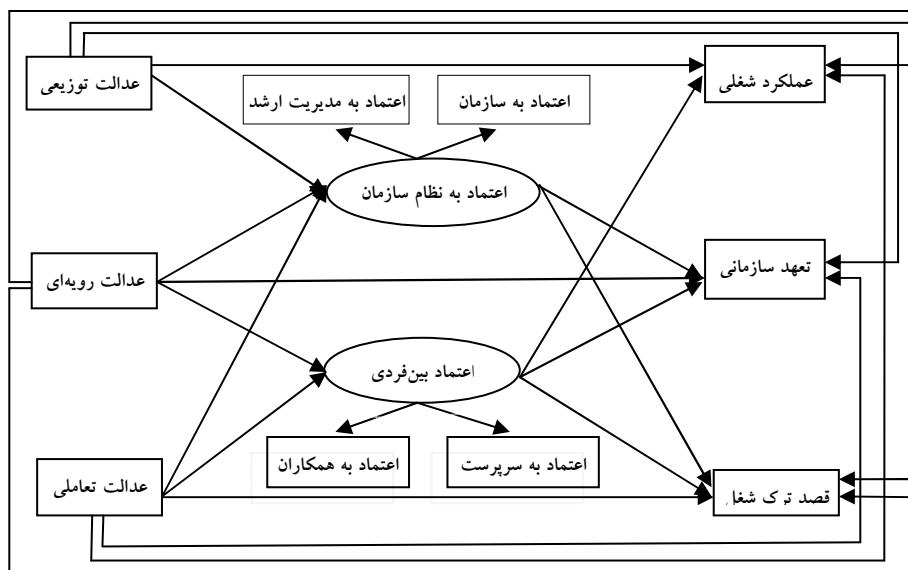 عدالت توزیعی
عملکرد شغلی
اعتماد به سازمان
اعتماد به مدیریت ارشد
اعتماد به نظام سازمان
تعهد سازمانی
عدالت رویه‌ای
اعتماد بین‌فردی
اعتماد به سرپرست
اعتماد به همکاران
عدالت تعاملی
قصد ترک شغل